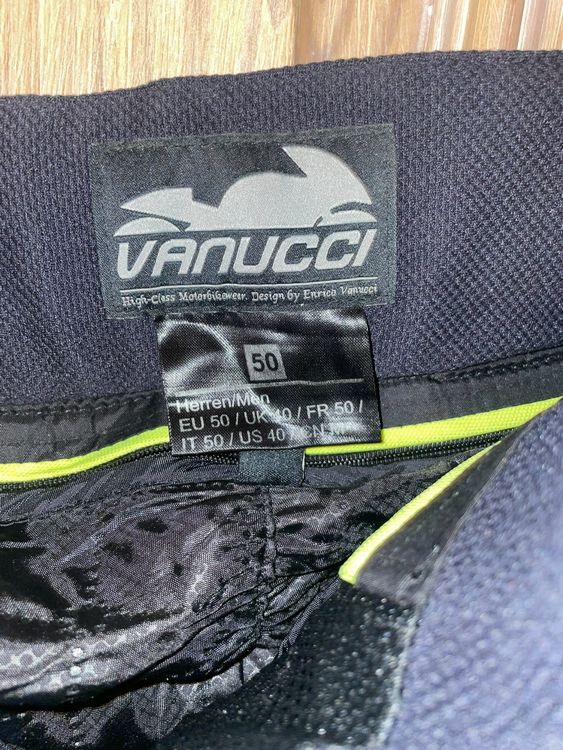 VANUCCI
High-Class Motorbikewear. Design by Enrico Vanucci
50
Herren/Men
EU 50 / UK 40 / FR 50 /
IT 50 / US 40